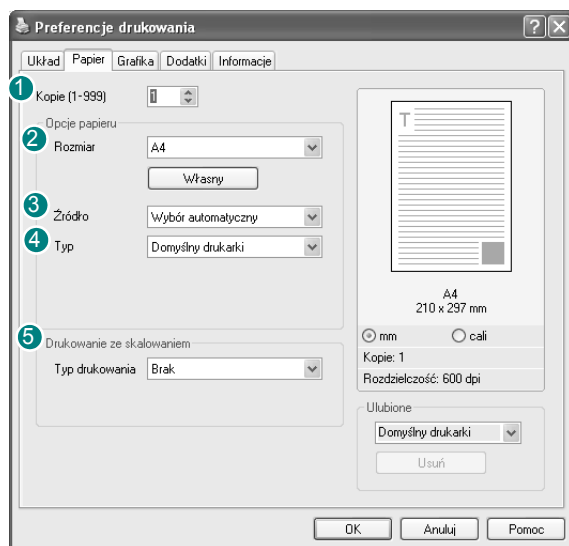 Preferencje drukowania
Układ Papier Grafika Dodatki Informacje
1 Kopie (1-999) 1
Opcje papieru
2 Rozmiar A4
Własny
3 Źródło Wybór automatyczny
4 Typ Domyślny drukarki
5 Drukowanie ze skalowaniem
Typ drukowania Brak
T
A4
210 x 297 mm
mm cali
Kopie: 1
Rozdzielczość: 600 dpi
Ulubione
Domyślny drukarki
Usuń
OK Anuluj Pomoc